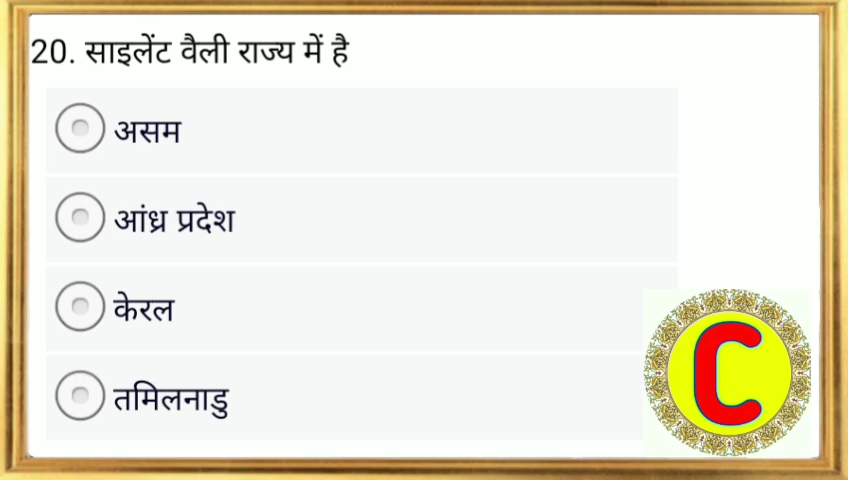 20. साइलेंट वैली राज्य में है
असम
आंध्र प्रदेश
केरल
तमिलनाडु
C